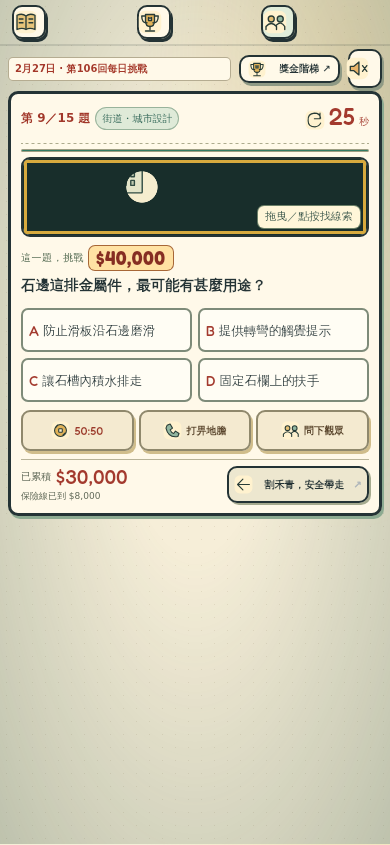 2月27日・第106回每日挑戰
獎金階梯 ↗
第 9／15 題
街道・城市設計
25 秒
拖曳／點按找線索
這一題，挑戰 $40,000
石邊這排金屬件，最可能有甚麼用途？
A 防止滑板沿石邊磨滑
B 提供轉彎的觸覺提示
C 讓石槽內積水排走
D 固定石欄上的扶手
50:50
打畀地膽
問下觀眾
已累積 $30,000
保險線已到 $8,000
割禾青，安全帶走 ↗